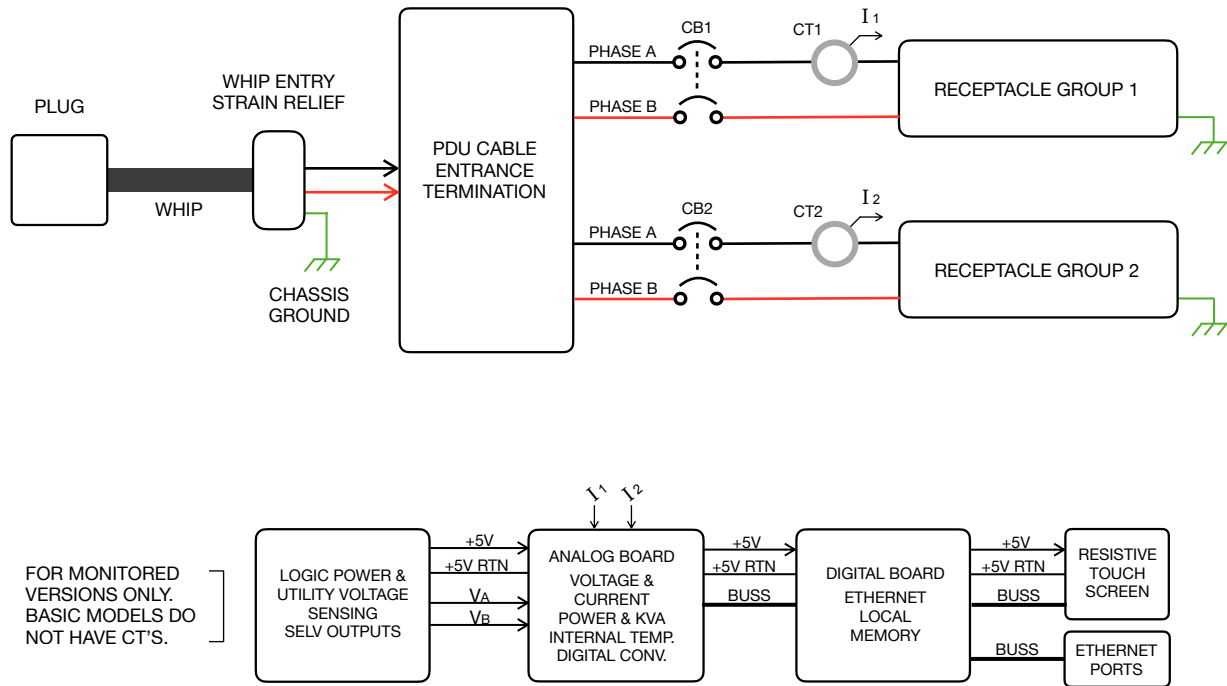 PLUG
WHIP ENTRY
STRAIN RELIEF
WHIP
CHASSIS
GROUND
PDU CABLE
ENTRANCE
TERMINATION
PHASE A
CB1
CT1
I1
PHASE B
RECEPTACLE GROUP 1
PHASE A
CB2
CT2
I2
PHASE B
RECEPTACLE GROUP 2
FOR MONITORED
VERSIONS ONLY.
BASIC MODELS DO
NOT HAVE CT'S.
LOGIC POWER &
UTILITY VOLTAGE
SENSING
SELV OUTPUTS
+5V
+5V RTN
VA
VB
I1
I2
ANALOG BOARD
VOLTAGE &
CURRENT
POWER & KVA
INTERNAL TEMP.
DIGITAL CONV.
+5V
+5V RTN
BUSS
DIGITAL BOARD
ETHERNET
LOCAL
MEMORY
+5V
+5V RTN
BUSS
BUSS
RESISTIVE
TOUCH
SCREEN
ETHERNET
PORTS